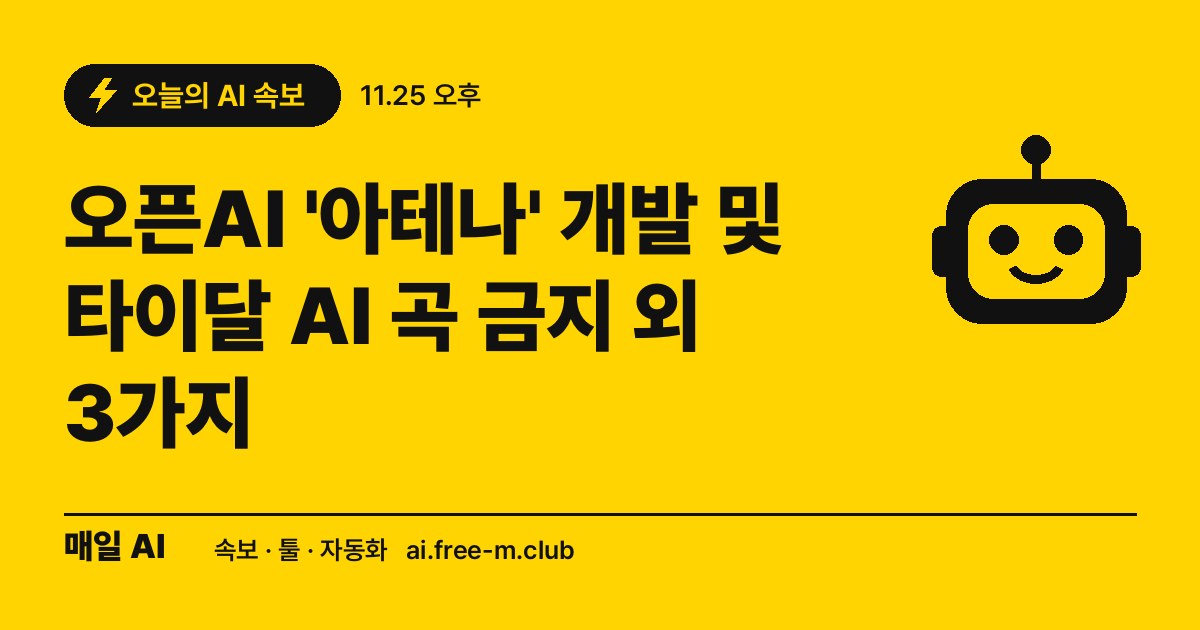 오늘의 AI 속보 11.25 오후
오픈AI '아테나' 개발 및
타이달 AI 곡 금지 외
3가지
매일 AI 속보 · 툴 · 자동화 ai.free-m.club